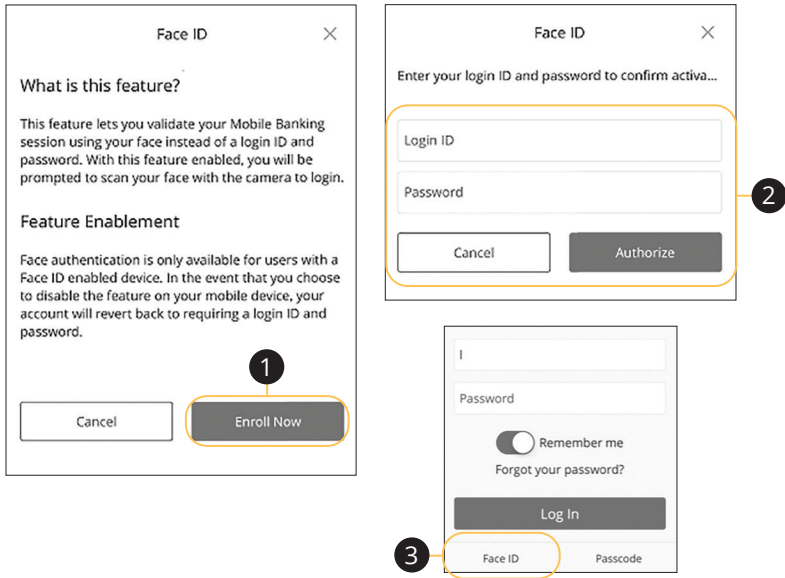 Face ID
What is this feature?
This feature lets you validate your Mobile Banking
session using your face instead of a login ID and
password. With this feature enabled, you will be
prompted to scan your face with the camera to login.
Feature Enablement
Face authentication is only available for users with a
Face ID enabled device. In the event that you choose
to disable the feature on your mobile device, your
account will revert back to requiring a login ID and
password.
1
Cancel Enroll Now
Face ID
Enter your login ID and password to confirm activa...
Login ID
Password
2
Cancel Authorize
I
Password
Remember me
Forgot your password?
Log In
3
Face ID Passcode